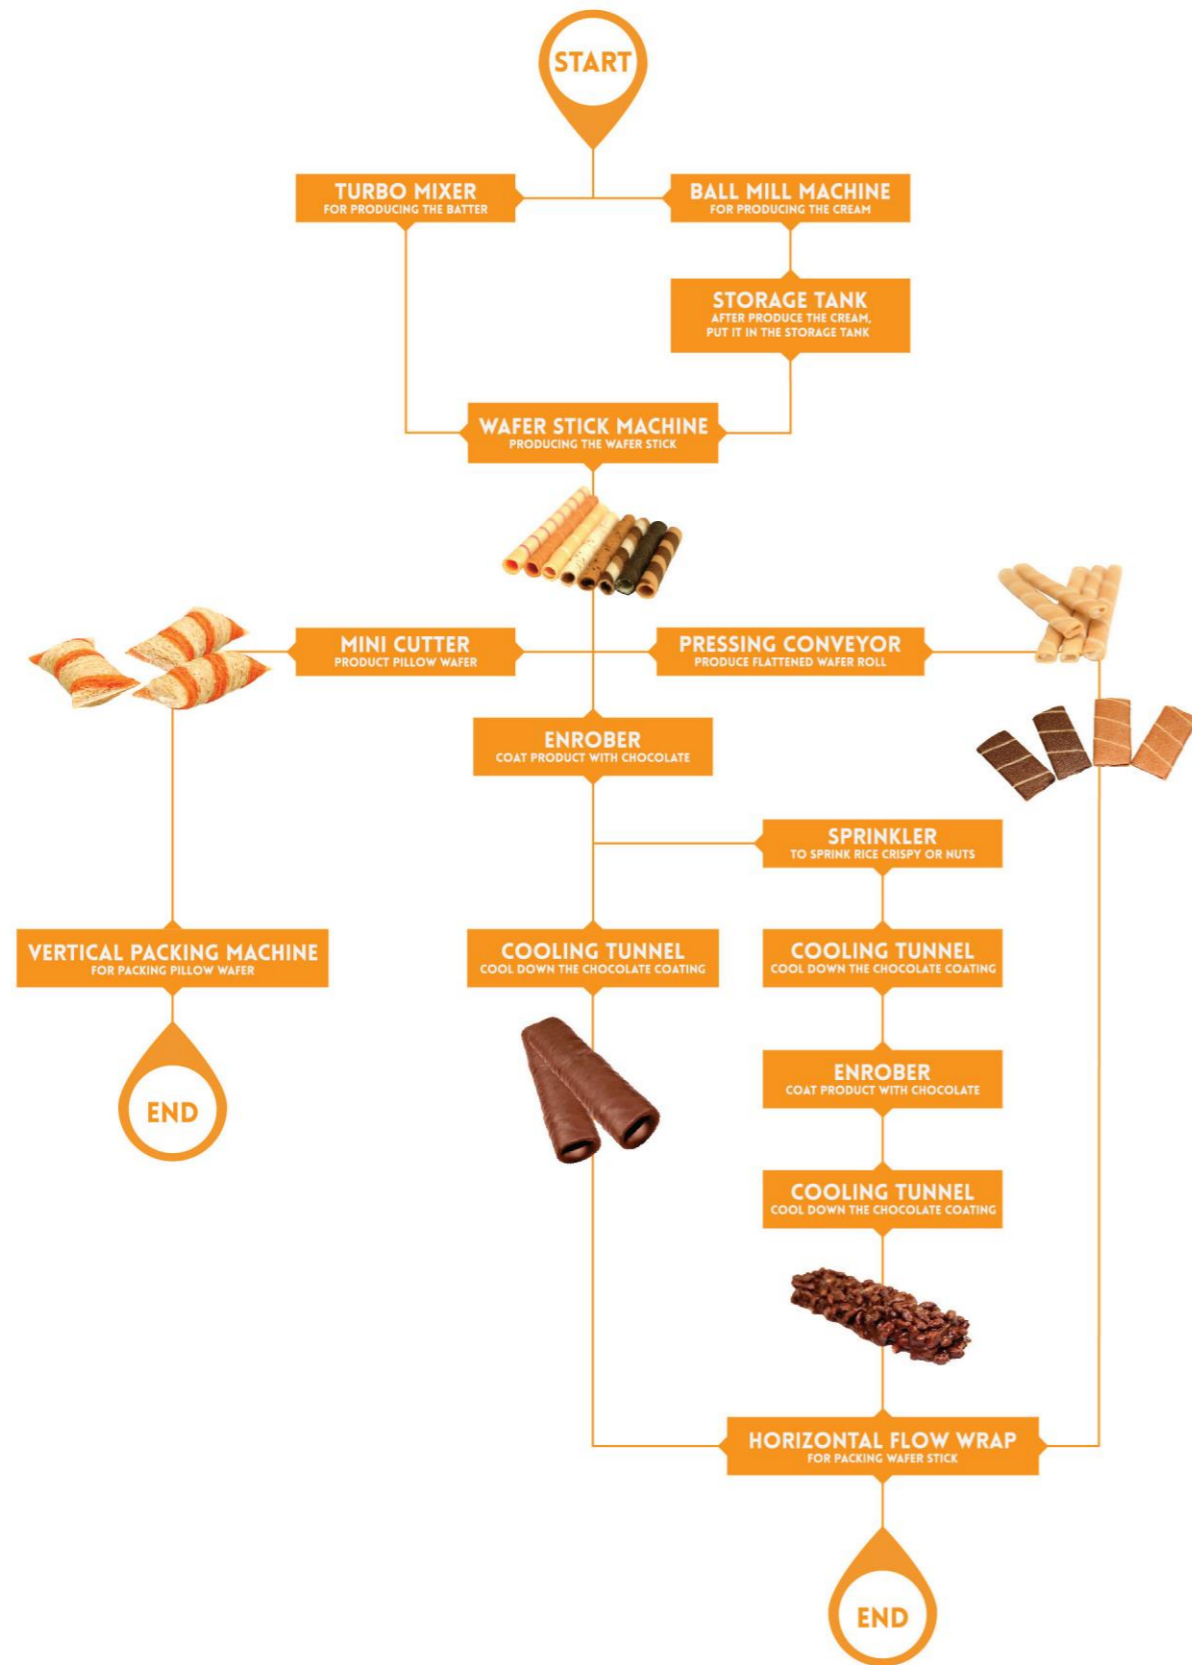 START
TURBO MIXER
FOR PRODUCING THE BATTER
BALL MILL MACHINE
FOR PRODUCING THE CREAM
STORAGE TANK
AFTER PRODUCE THE CREAM,
PUT IT IN THE STORAGE TANK
WAFER STICK MACHINE
PRODUCING THE WAFER STICK
MINI CUTTER
PRODUCT PILLOW WAFER
PRESSING CONVEYOR
PRODUCE FLATTENED WAFER ROLL
ENROBER
COAT PRODUCT WITH CHOCOLATE
SPRINKLER
TO SPRINK RICE CRISPY OR NUTS
VERTICAL PACKING MACHINE
FOR PACKING PILLOW WAFER
COOLING TUNNEL
COOL DOWN THE CHOCOLATE COATING
COOLING TUNNEL
COOL DOWN THE CHOCOLATE COATING
END
ENROBER
COAT PRODUCT WITH CHOCOLATE
COOLING TUNNEL
COOL DOWN THE CHOCOLATE COATING
HORIZONTAL FLOW WRAP
FOR PACKING WAFER STICK
END